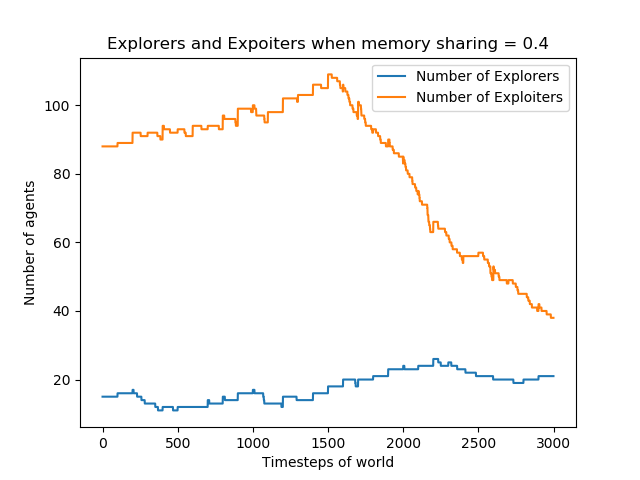 Explorers and Expoiters when memory sharing = 0.4
Number of Explorers
Number of Exploiters
Number of agents
100
80
60
40
20
0 500 1000 1500 2000 2500 3000
Timesteps of world